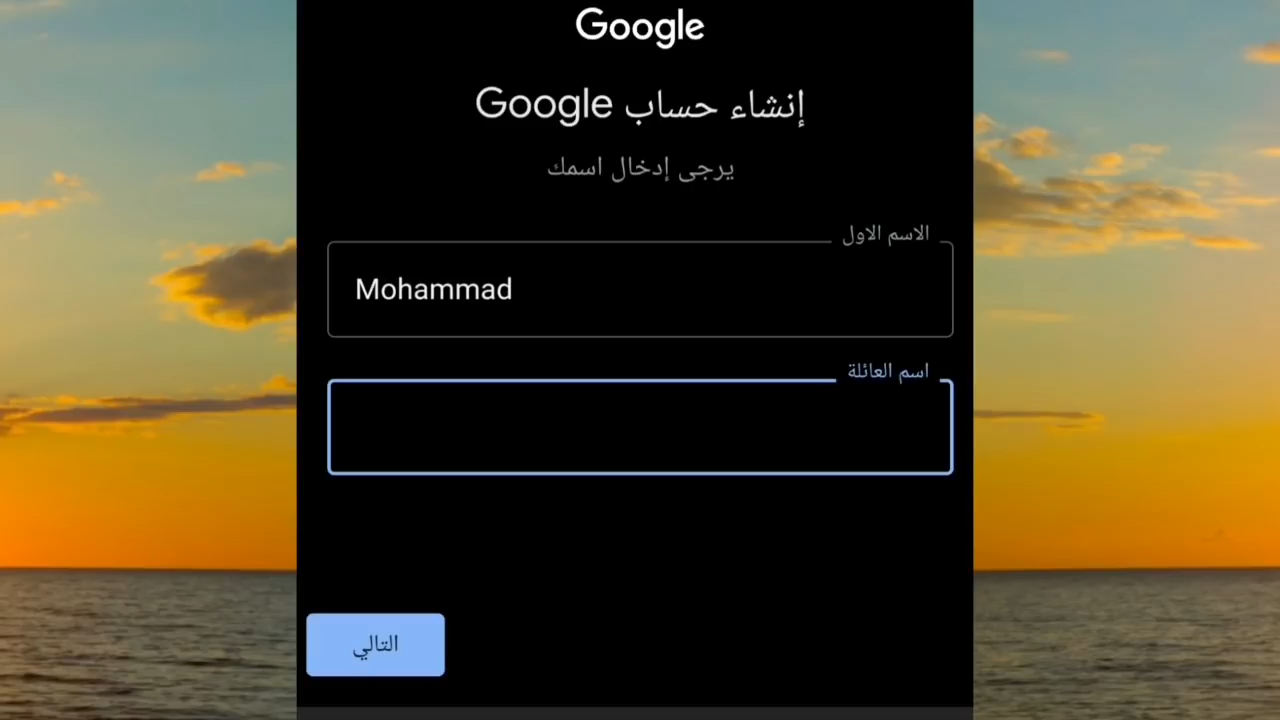 Google
إنشاء حساب Google
يرجى إدخال اسمك
الاسم الاول
Mohammad
اسم العائلة
التالي